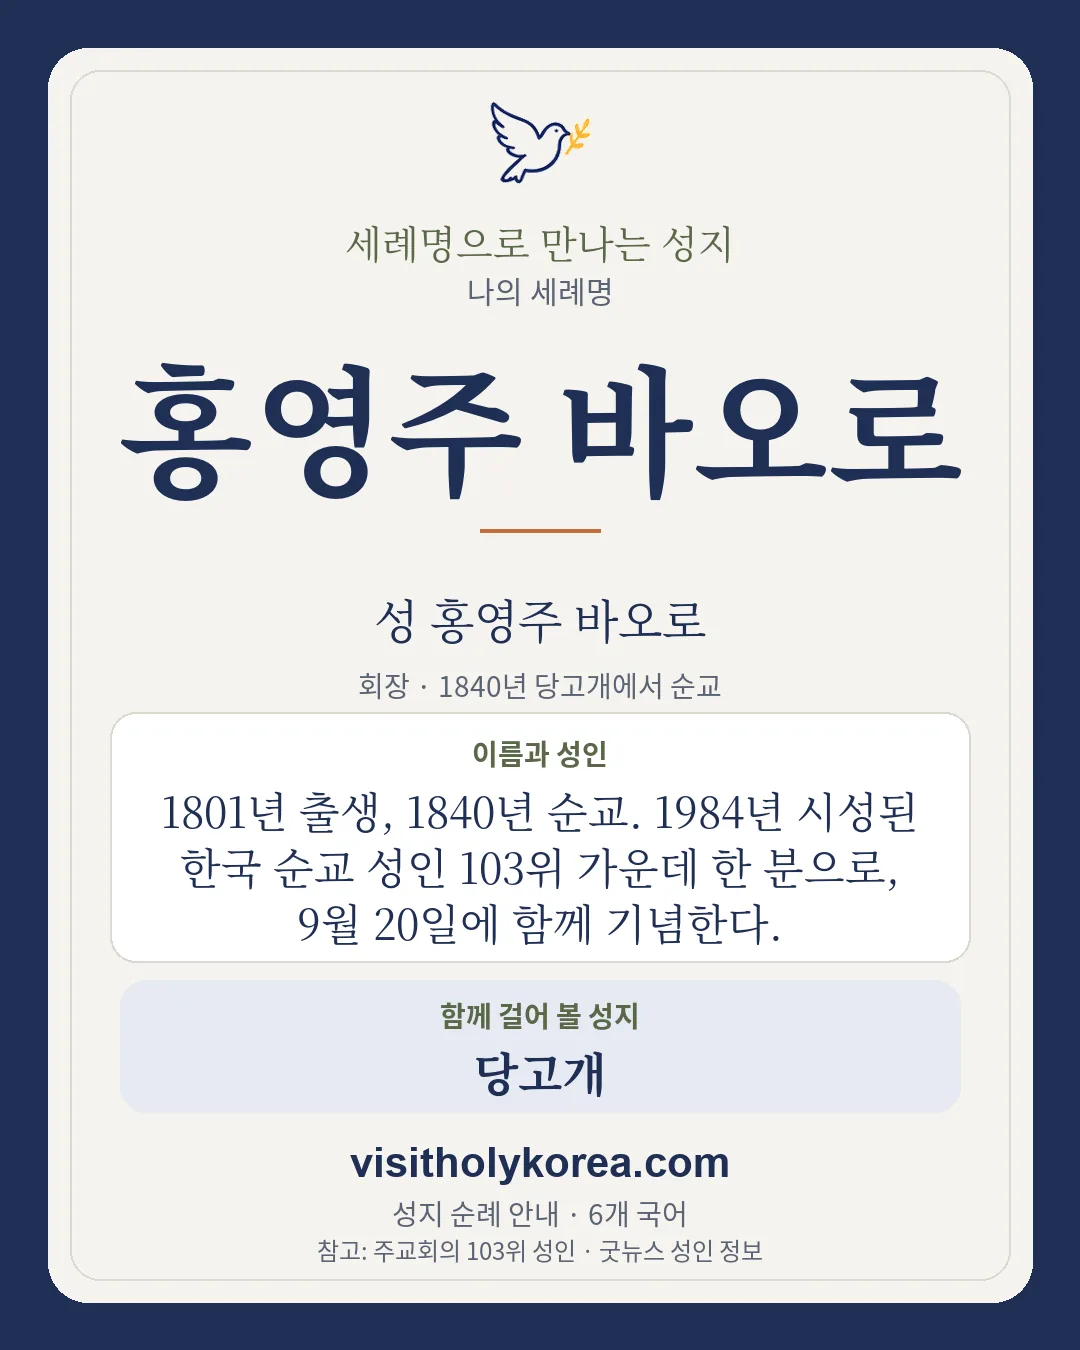 세례명으로 만나는 성지
나의 세례명
홍영주 바오로
성 홍영주 바오로
회장 · 1840년 당고개에서 순교
이름과 성인
1801년 출생, 1840년 순교. 1984년 시성된
한국 순교 성인 103위 가운데 한 분으로,
9월 20일에 함께 기념한다.
함께 걸어 볼 성지
당고개
visitholykorea.com
성지 순례 안내 · 6개 국어
참고: 주교회의 103위 성인 · 굿뉴스 성인 정보